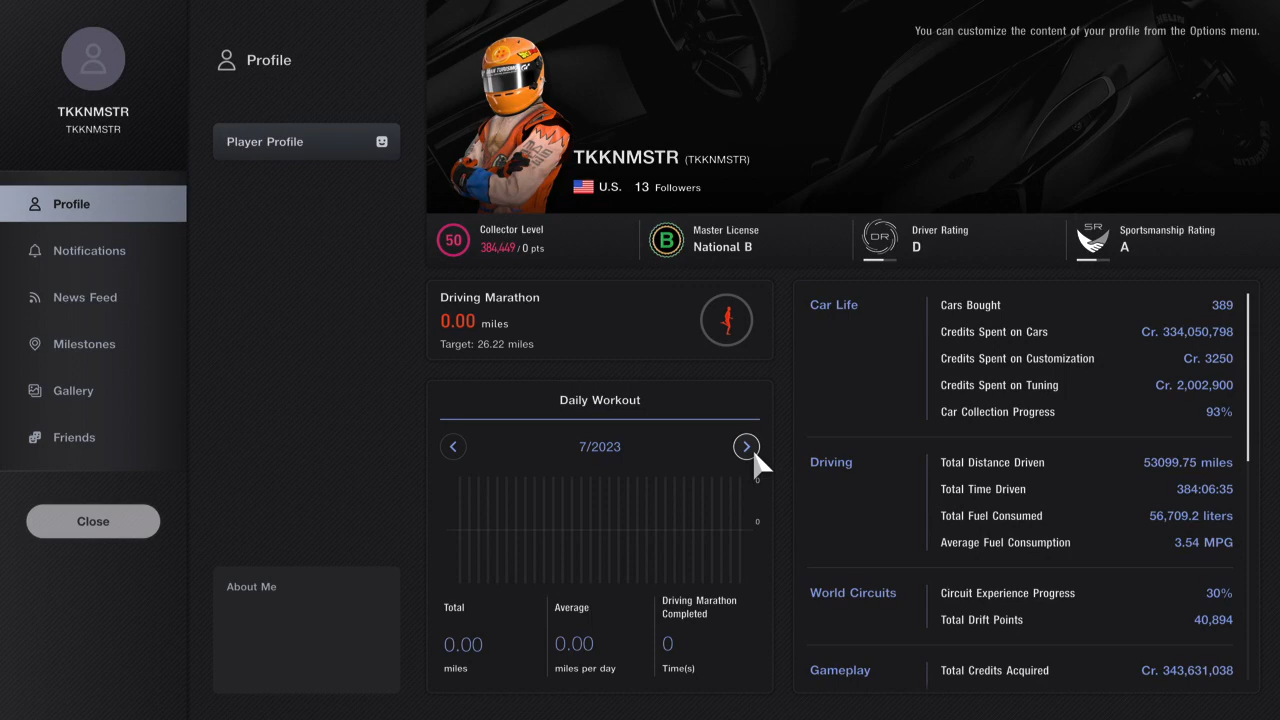 You can customize the content of your profile from the Options menu.
TKKNMSTR
TKKNMSTR
Profile
Notifications
News Feed
Milestones
Gallery
Friends
Close
Profile
Player Profile
About Me
GRAN TURISMO
TKKNMSTR (TKKNMSTR)
U.S. 13 Followers
50
Collector Level
384,449 / 0 pts
B
Master License
National B
DR
Driver Rating
D
SR
Sportsmanship Rating
A
Driving Marathon
0.00 miles
Target: 26.22 miles
Daily Workout
7/2023
0
0
Total
0.00
miles
Average
0.00
miles per day
Driving Marathon
Completed
0
Time(s)
Car Life
Cars Bought 389
Credits Spent on Cars Cr. 334,050,798
Credits Spent on Customization Cr. 3250
Credits Spent on Tuning Cr. 2,002,900
Car Collection Progress 93%
Driving
Total Distance Driven 53099.75 miles
Total Time Driven 384:06:35
Total Fuel Consumed 56,709.2 liters
Average Fuel Consumption 3.54 MPG
World Circuits
Circuit Experience Progress 30%
Total Drift Points 40,894
Gameplay
Total Credits Acquired Cr. 343,631,038